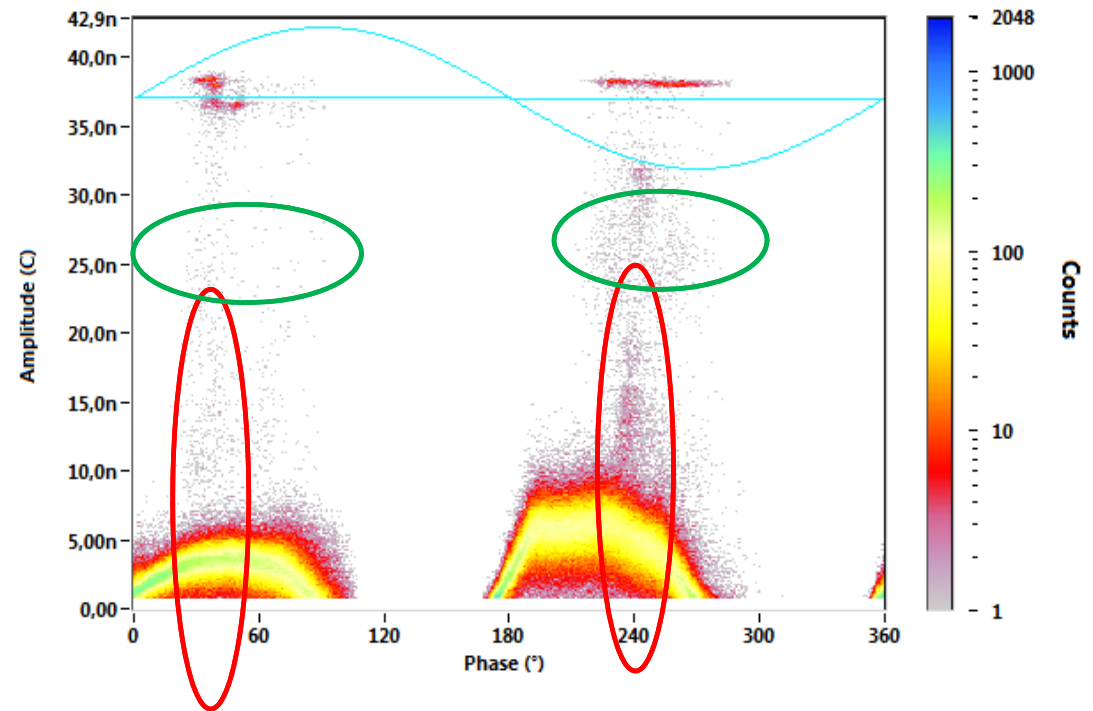 42,9n
40,0n
35,0n
30,0n
25,0n
20,0n
15,0n
10,0n
5,00n
0,00
Amplitude (C)
0 60 120 180 240 300 360
Phase (°)
2048
1000
100
10
1
Counts